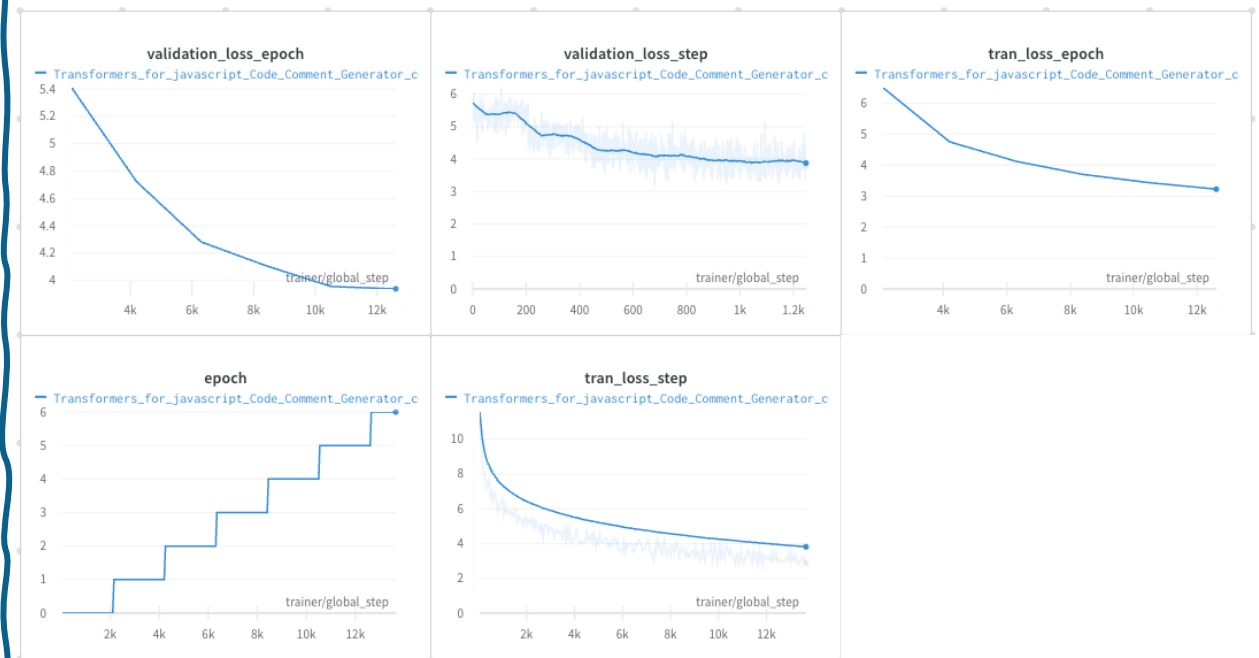 validation_loss_epoch
Transformers_for_javascript_Code_Comment_Generator_c
5.4
5.2
5
4.8
4.6
4.4
4.2
4
trainer/global_step
4k 6k 8k 10k 12k
validation_loss_step
Transformers_for_javascript_Code_Comment_Generator_c
6
5
4
3
2
1
0
trainer/global_step
0 200 400 600 800 1k 1.2k
tran_loss_epoch
Transformers_for_javascript_Code_Comment_Generator_c
6
5
4
3
2
1
0
trainer/global_step
4k 6k 8k 10k 12k
epoch
Transformers_for_javascript_Code_Comment_Generator_c
6
5
4
3
2
1
0
trainer/global_step
2k 4k 6k 8k 10k 12k
tran_loss_step
Transformers_for_javascript_Code_Comment_Generator_c
10
8
6
4
2
0
trainer/global_step
2k 4k 6k 8k 10k 12k